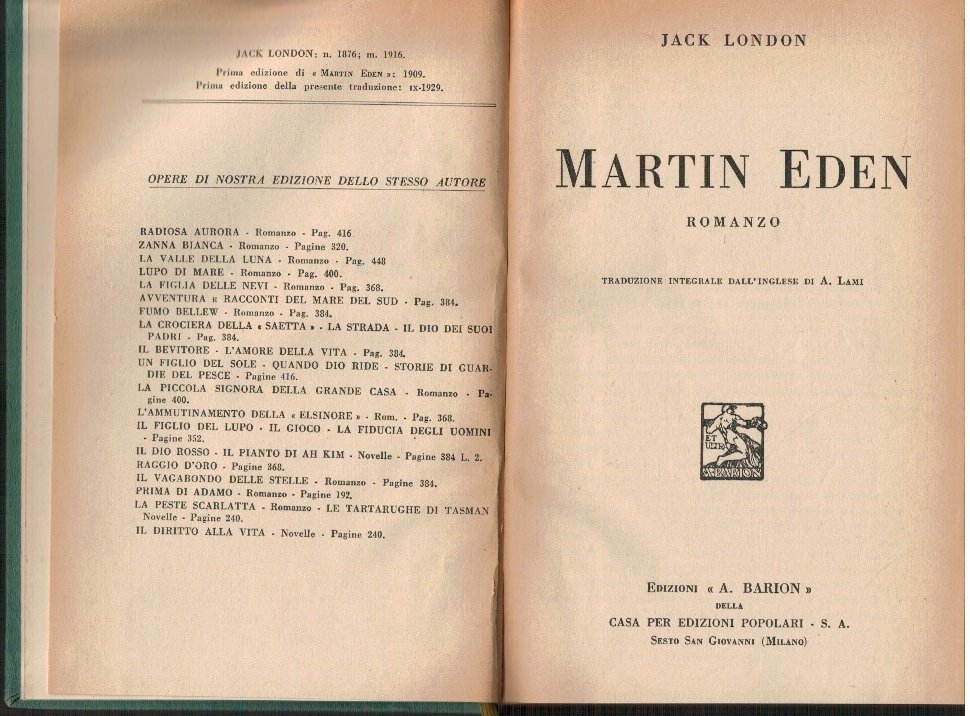 JACK LONDON: n. 1876; m. 1916.
Prima edizione di « MARTIN EDEN »: 1909.
Prima edizione della presente traduzione: IX-1929.
OPERE DI NOSTRA EDIZIONE DELLO STESSO AUTORE
RADIOSA AURORA - Romanzo - Pag. 416
ZANNA BIANCA - Romanzo - Pagine 320.
LA VALLE DELLA LUNA - Romanzo - Pag. 448
LUPO DI MARE - Romanzo - Pag. 400.
LA FIGLIA DELLE NEVI - Romanzo - Pag. 368.
AVVENTURA e RACCONTI DEL MARE DEL SUD - Pag. 384.
FUMO BELLEW - Romanzo - Pag. 384.
LA CROCIERA DELLA « SAETTA » - LA STRADA - IL DIO DEI SUOI
PADRI - Pag. 384.
IL BEVITORE - L'AMORE DELLA VITA - Pag. 384.
UN FIGLIO DEL SOLE - QUANDO DIO RIDE - STORIE DI GUAR-
DIE DEL PESCE - Pagine 416.
LA PICCOLA SIGNORA DELLA GRANDE CASA - Romanzo - Pa-
gine 400.
L'AMMUTINAMENTO DELLA « ELSINORE » - Rom. - Pag. 368.
IL FIGLIO DEL LUPO - IL GIOCO - LA FIDUCIA DEGLI UOMINI
- Pagine 352.
IL DIO ROSSO - IL PIANTO DI AH KIM - Novelle - Pagine 384 L. 2.
RAGGIO D'ORO - Pagine 368.
IL VAGABONDO DELLE STELLE - Romanzo - Pagine 384.
PRIMA DI ADAMO - Romanzo - Pagine 192.
LA PESTE SCARLATTA - Romanzo - LE TARTARUGHE DI TASMAN
Novelle - Pagine 240.
IL DIRITTO ALLA VITA - Novelle - Pagine 240.
JACK LONDON
MARTIN EDEN
ROMANZO
TRADUZIONE INTEGRALE DALL'INGLESE DI A. LAMI
ET
ULTRA
A·BARION
EDIZIONI « A. BARION »
DELLA
CASA PER EDIZIONI POPOLARI - S. A.
SESTO SAN GIOVANNI (MILANO)